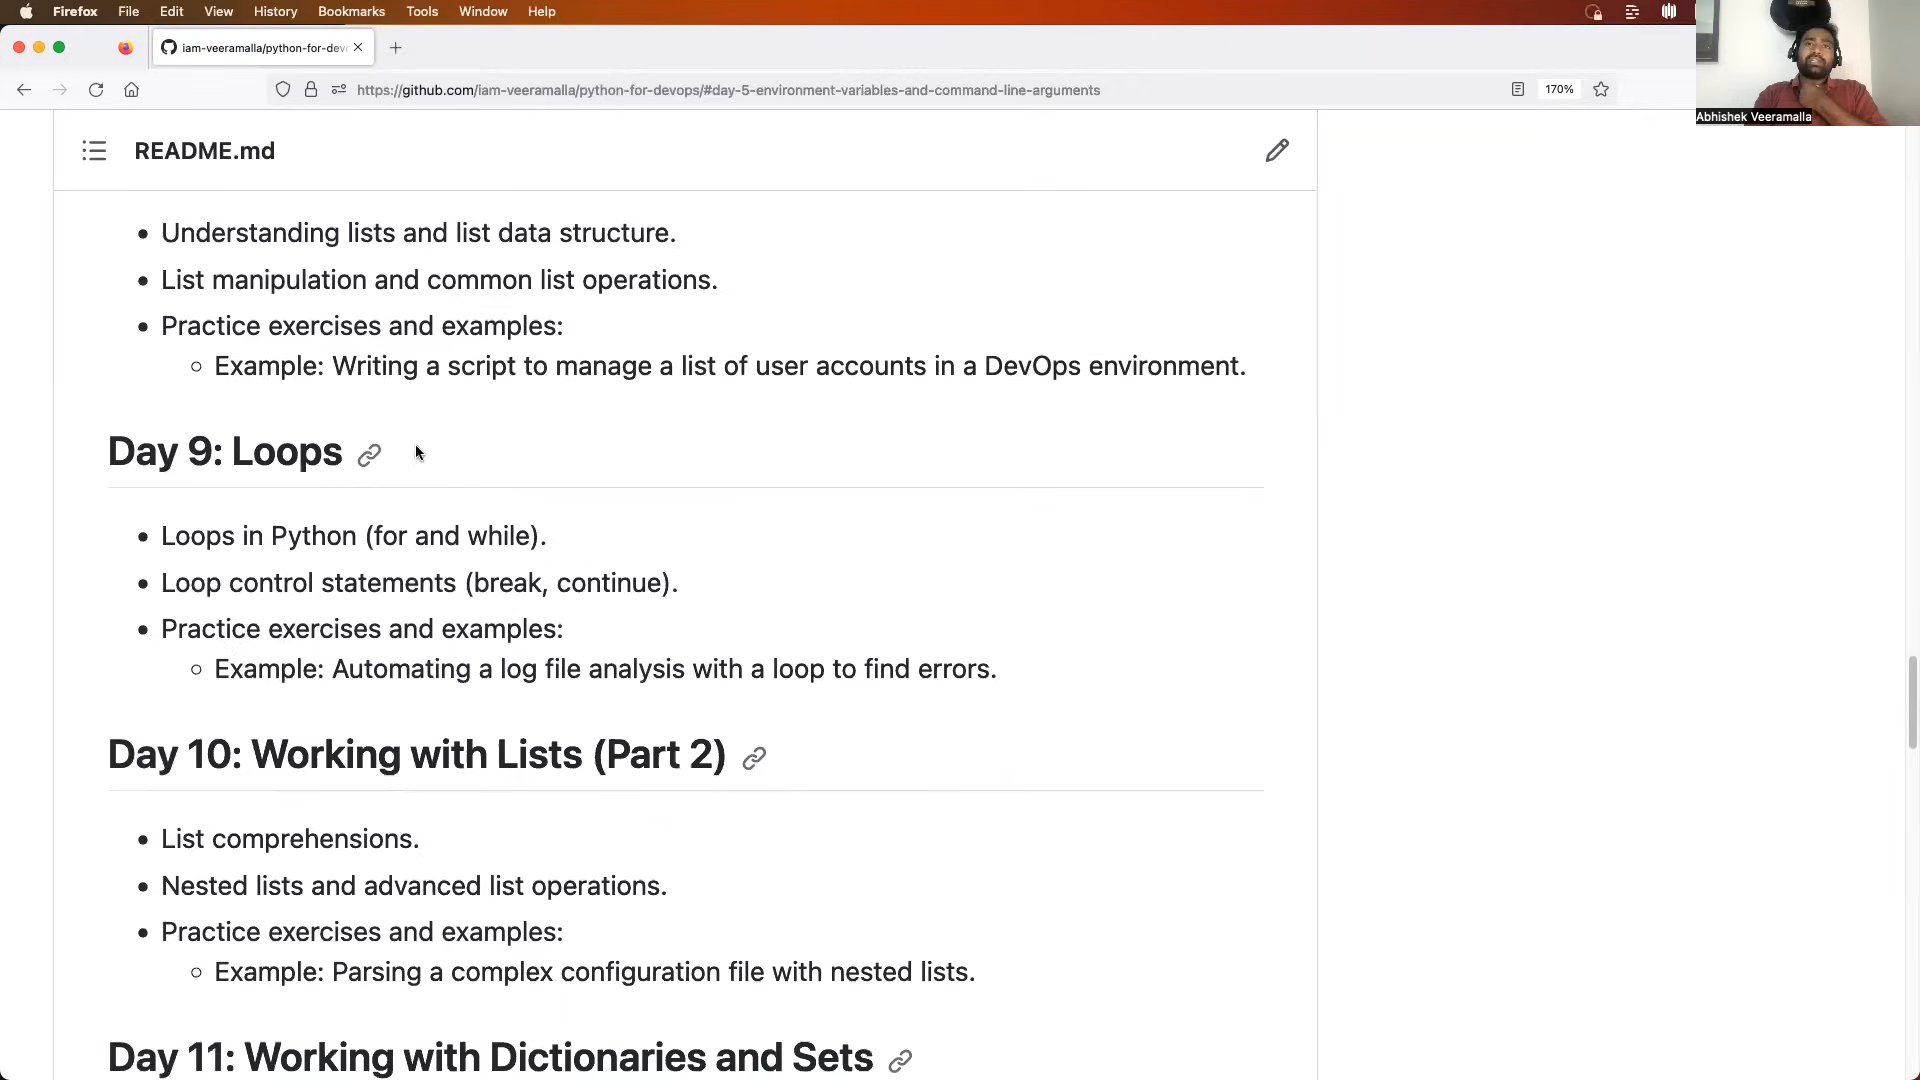 Firefox File Edit View History Bookmarks Tools Window Help
iam-veeramalla/python-for-dev
https://github.com/iam-veeramalla/python-for-devops/#day-5-environment-variables-and-command-line-arguments
170%
Abhishek Veeramalla
README.md
• Understanding lists and list data structure.
• List manipulation and common list operations.
• Practice exercises and examples:
○ Example: Writing a script to manage a list of user accounts in a DevOps environment.
Day 9: Loops
• Loops in Python (for and while).
• Loop control statements (break, continue).
• Practice exercises and examples:
○ Example: Automating a log file analysis with a loop to find errors.
Day 10: Working with Lists (Part 2)
• List comprehensions.
• Nested lists and advanced list operations.
• Practice exercises and examples:
○ Example: Parsing a complex configuration file with nested lists.
Day 11: Working with Dictionaries and Sets